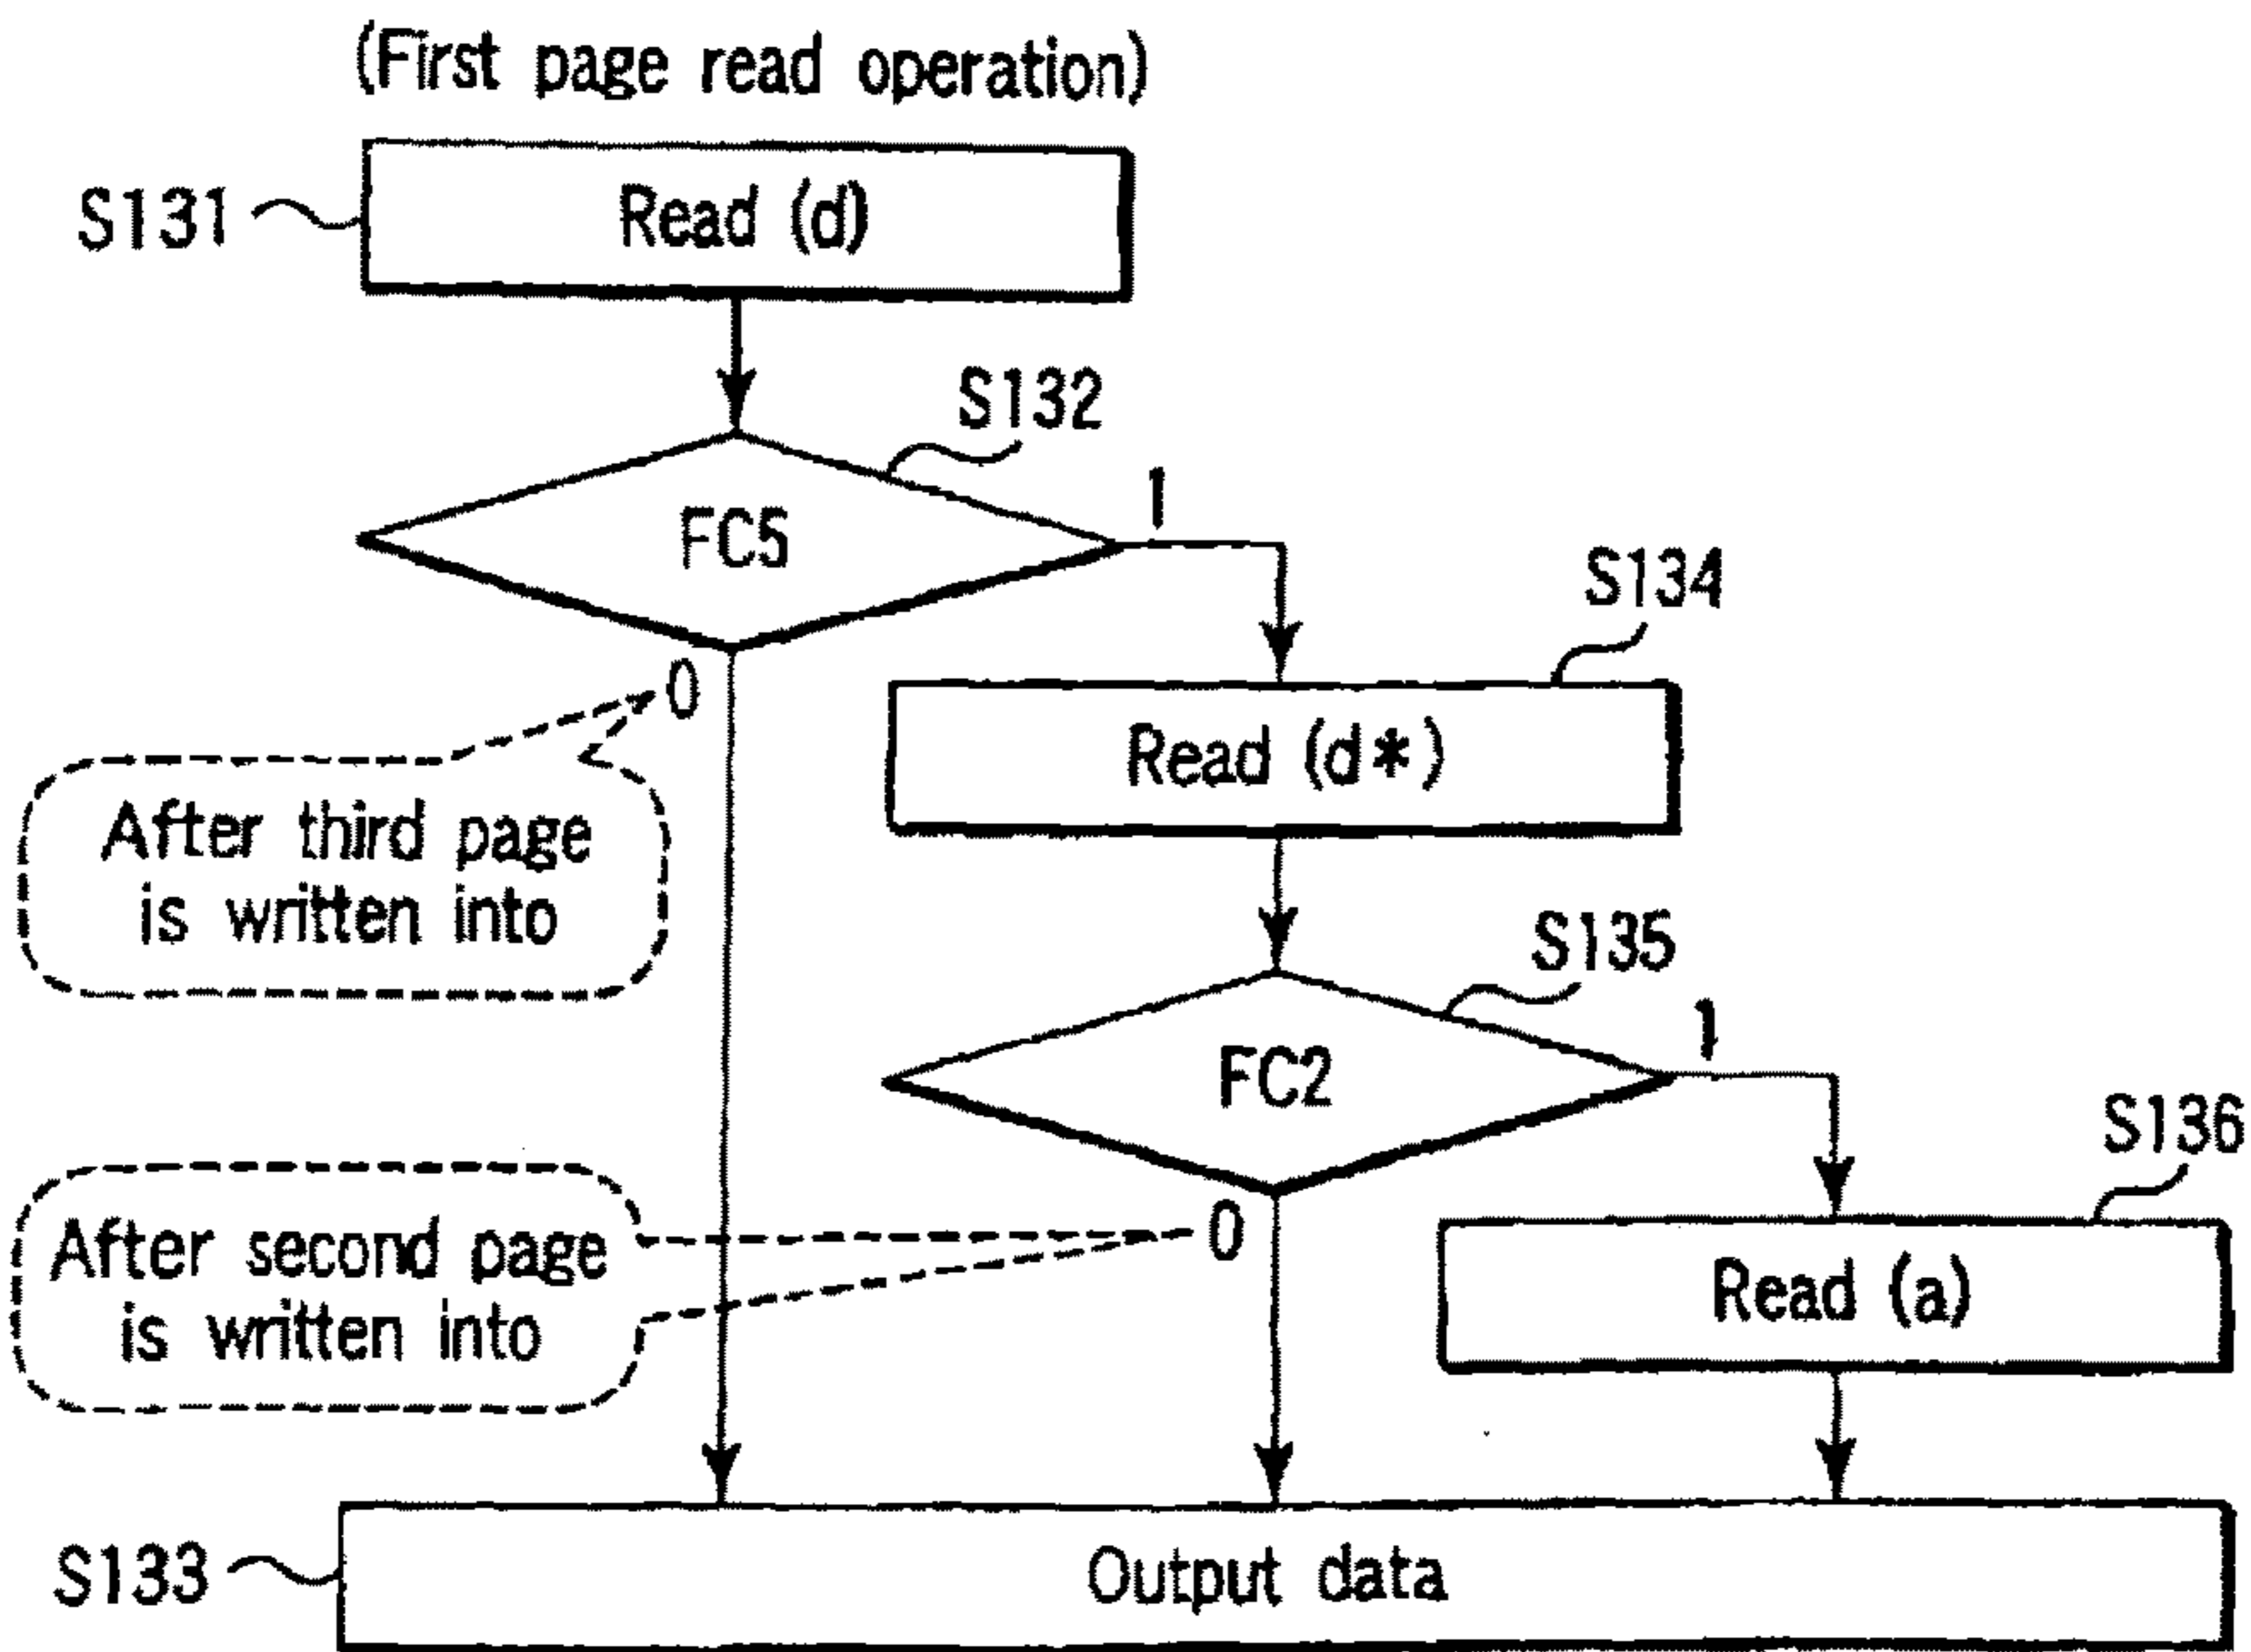 (First page read operation)
S131
Read (d)
S132
FC5
1
0
S134
Read (d*)
After third page
is written into
S135
FC2
1
0
S136
Read (a)
After second page
is written into
S133
Output data